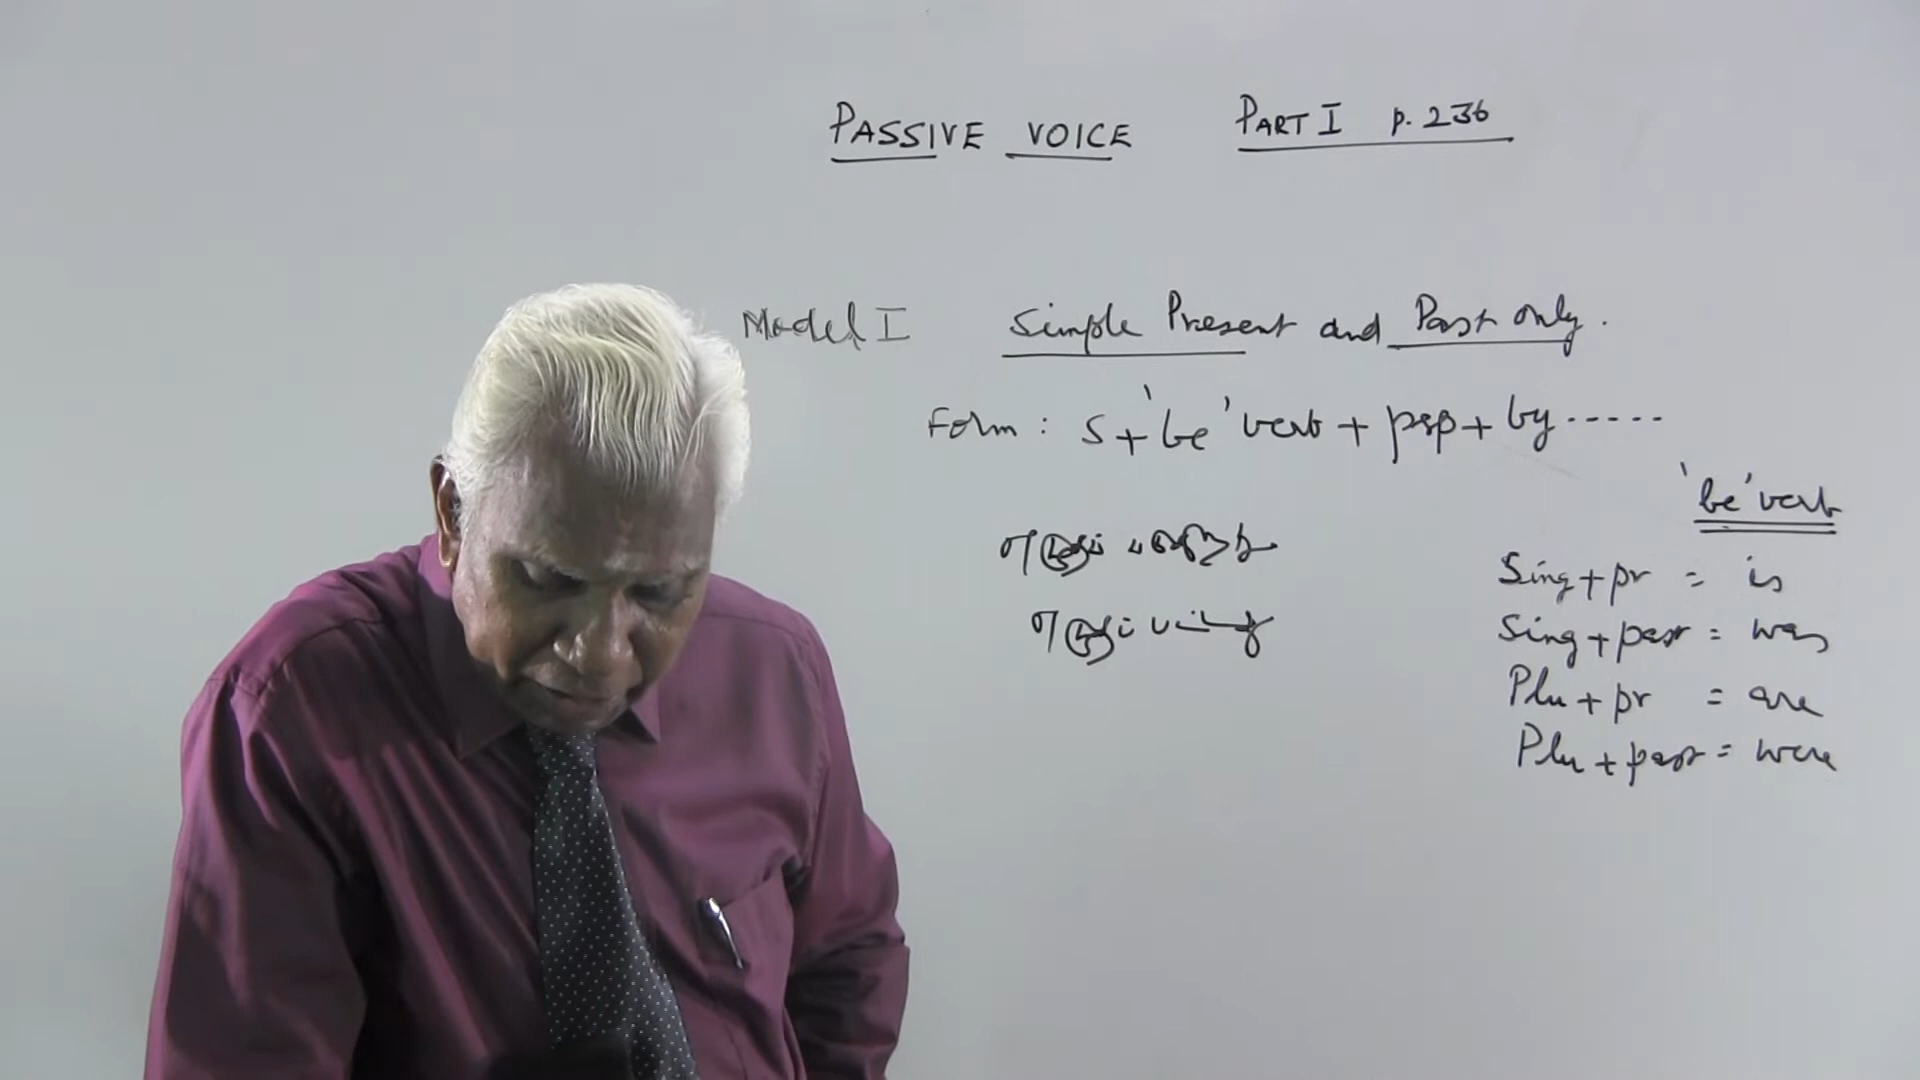 PASSIVE VOICE PART I p. 236
Model I Simple Present and Past only.
Form : S + 'be' verb + psp + by -----
'be' verb
Sing + pr = is
Sing + past = was
Plu + pr = are
Plu + past = were